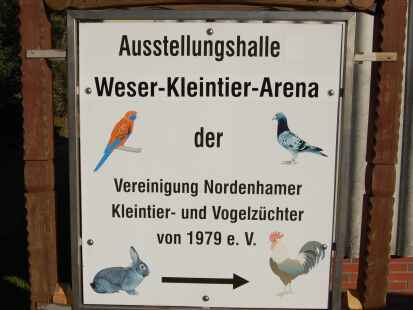 Ausstellungshalle
Weser-Kleintier-Arena
der
Vereinigung Nordenhamer
Kleintier- und Vogelzüchter
von 1979 e. V.